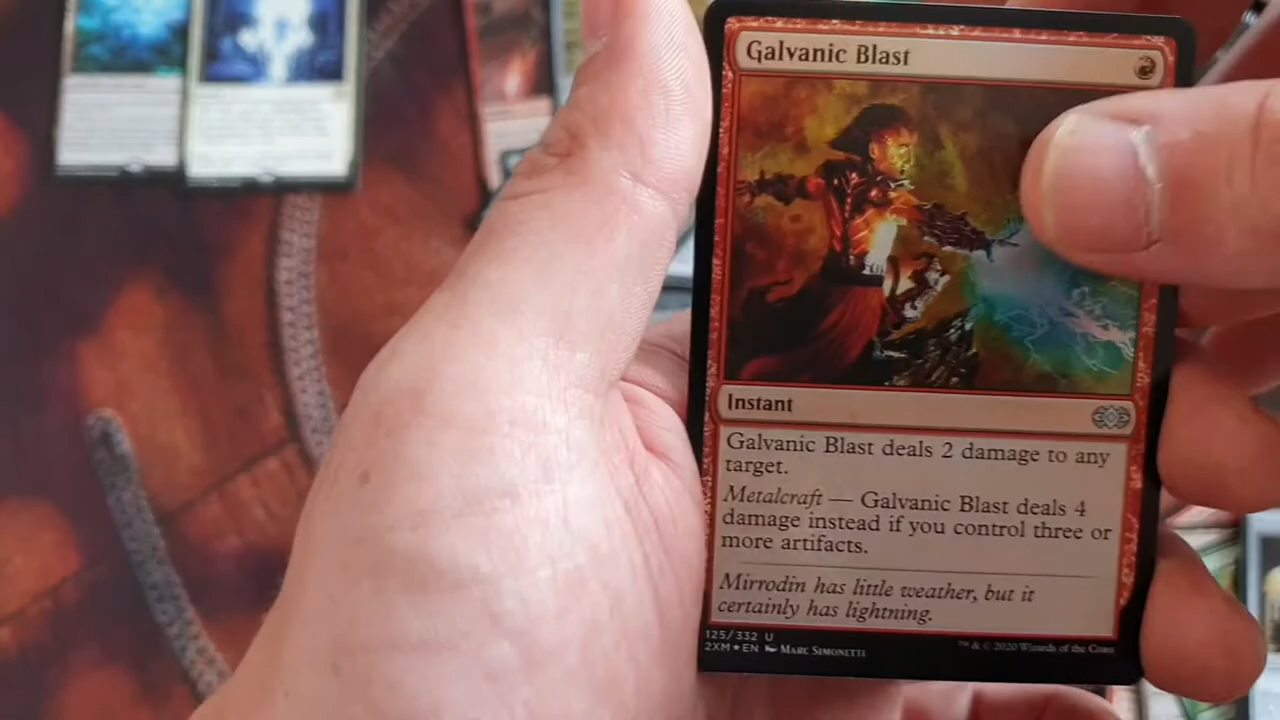 Galvanic Blast
Instant
Galvanic Blast deals 2 damage to any
target.
Metalcraft — Galvanic Blast deals 4
damage instead if you control three or
more artifacts.
Mirrodin has little weather, but it
certainly has lightning.
125/332 U
2XM★EN Marc Simonetti
™ & © 2020 Wizards of the Coast